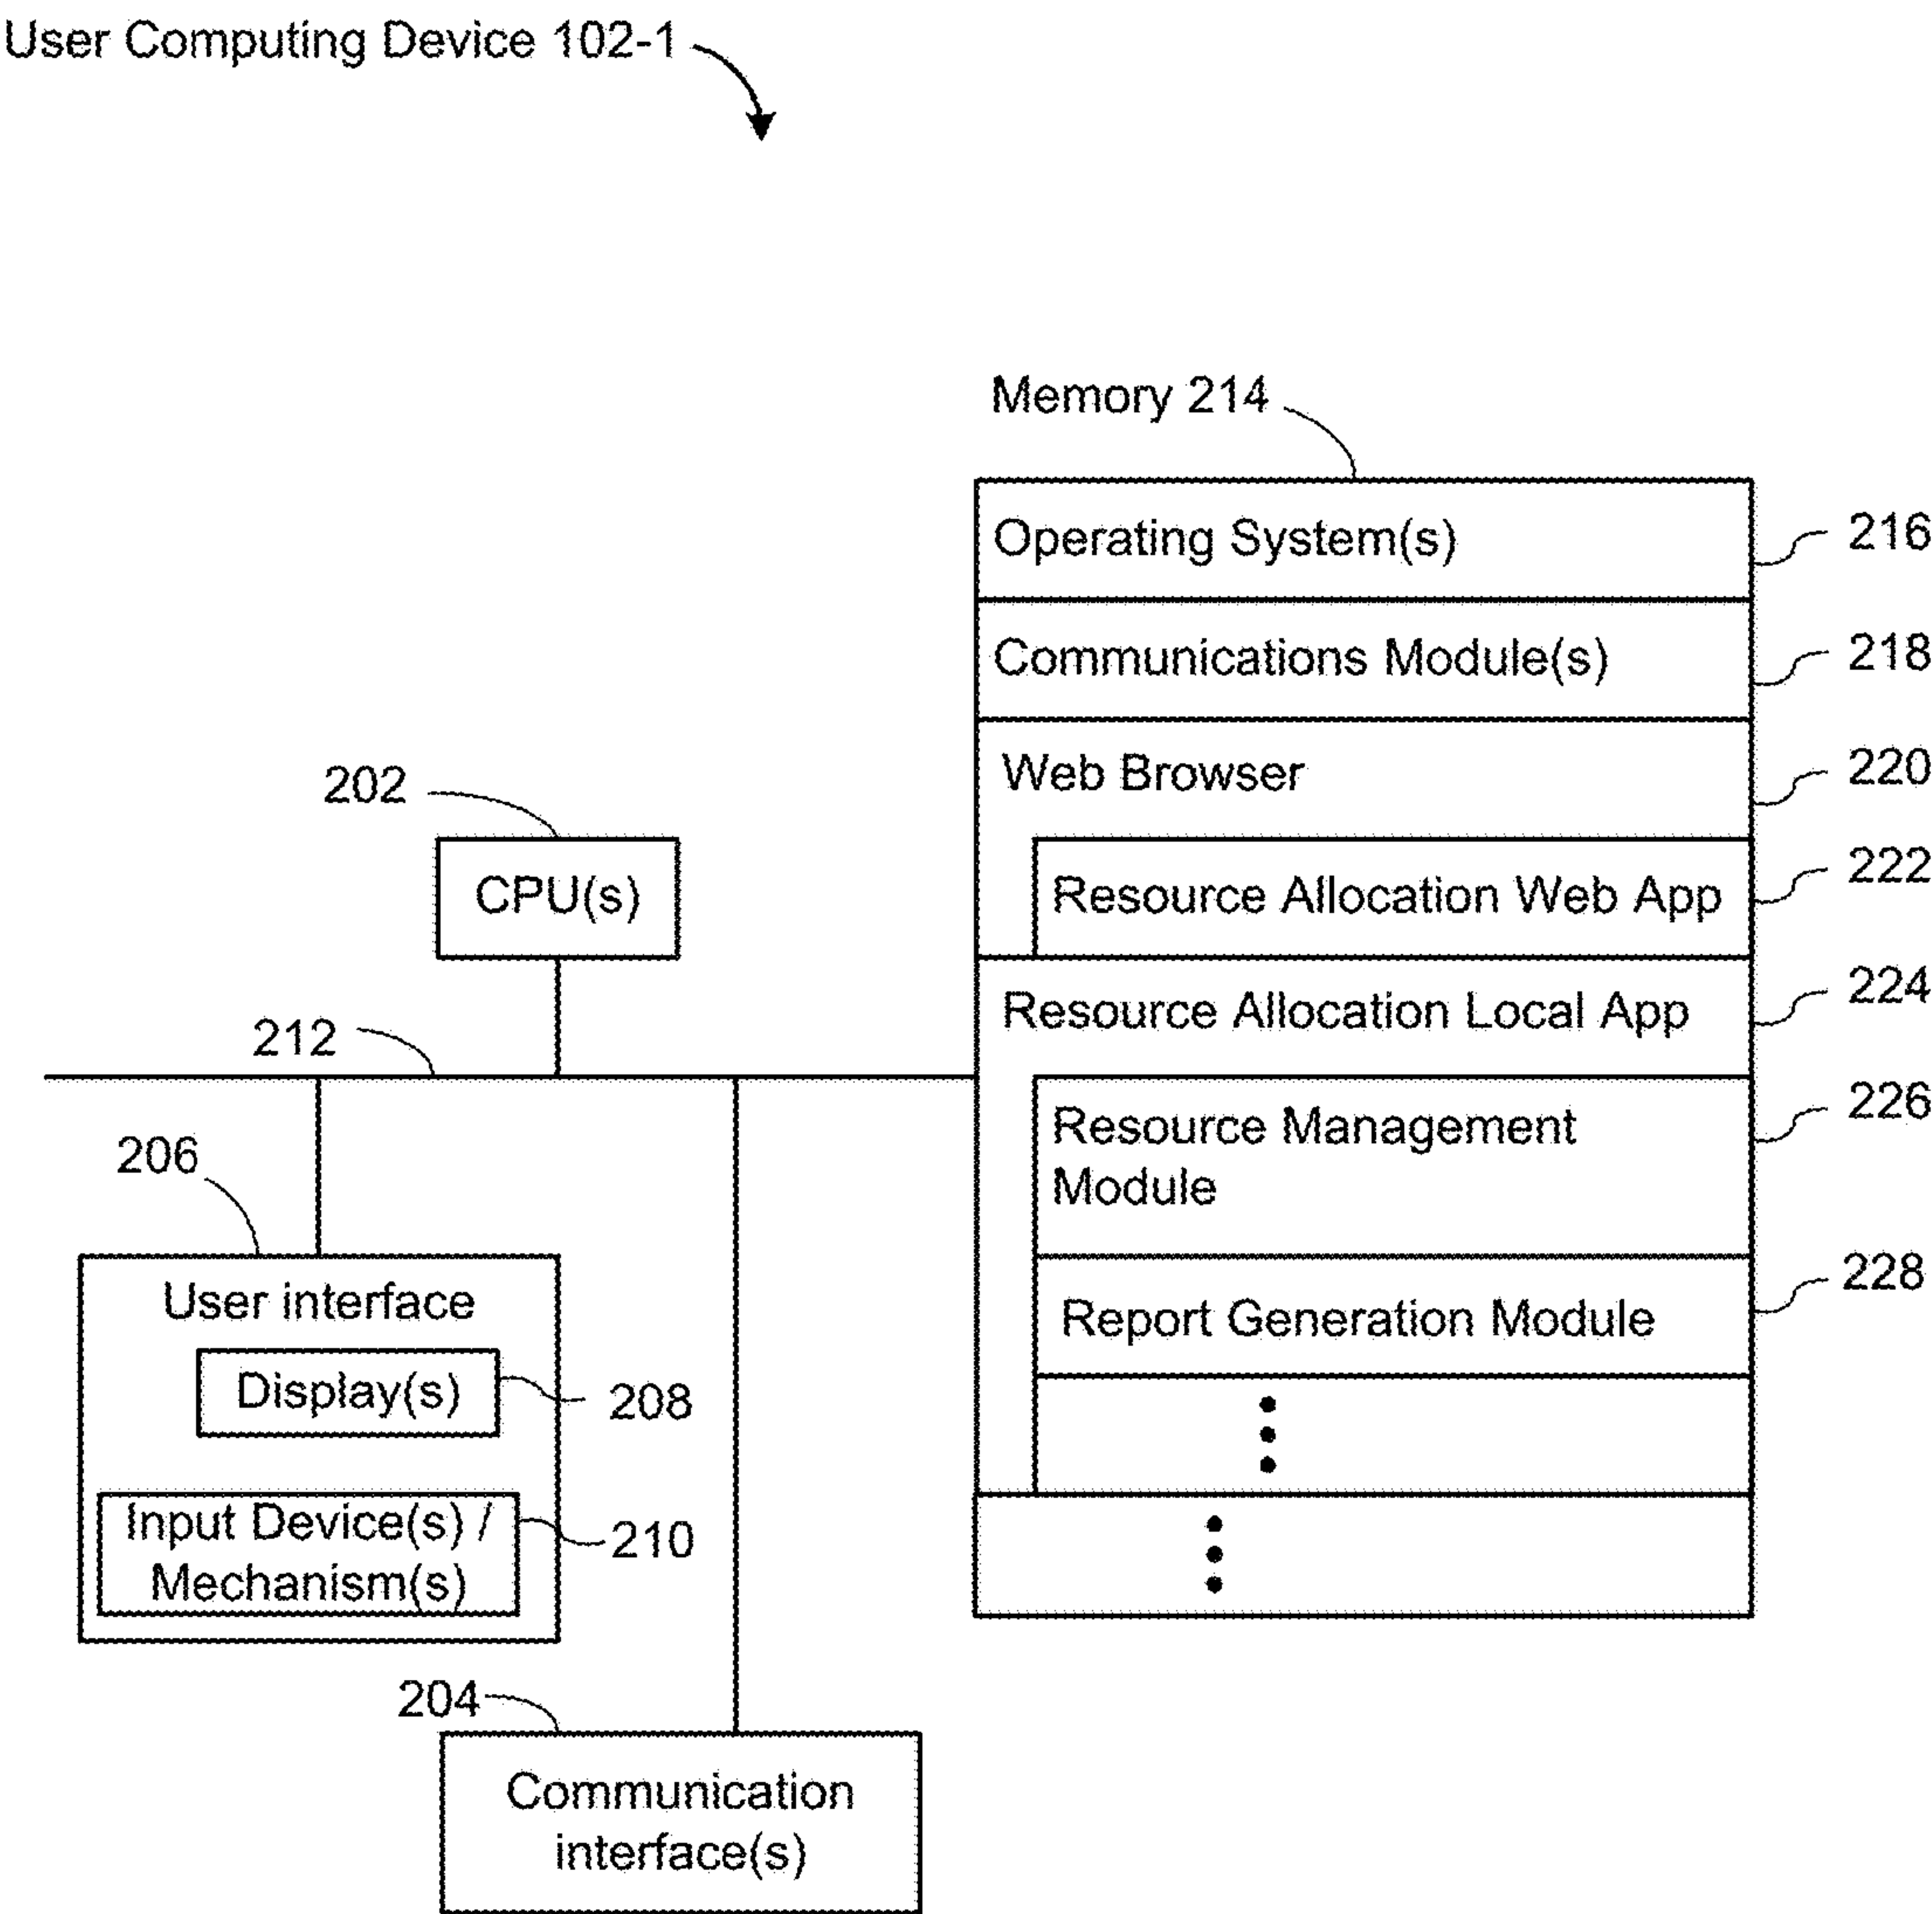 User Computing Device 102-1
Memory 214
Operating System(s)
216
Communications Module(s)
218
Web Browser
220
Resource Allocation Web App
222
Resource Allocation Local App
224
Resource Management
Module
226
Report Generation Module
228
202
CPU(s)
212
206
User interface
Display(s)
208
Input Device(s) /
Mechanism(s)
210
204
Communication
interface(s)